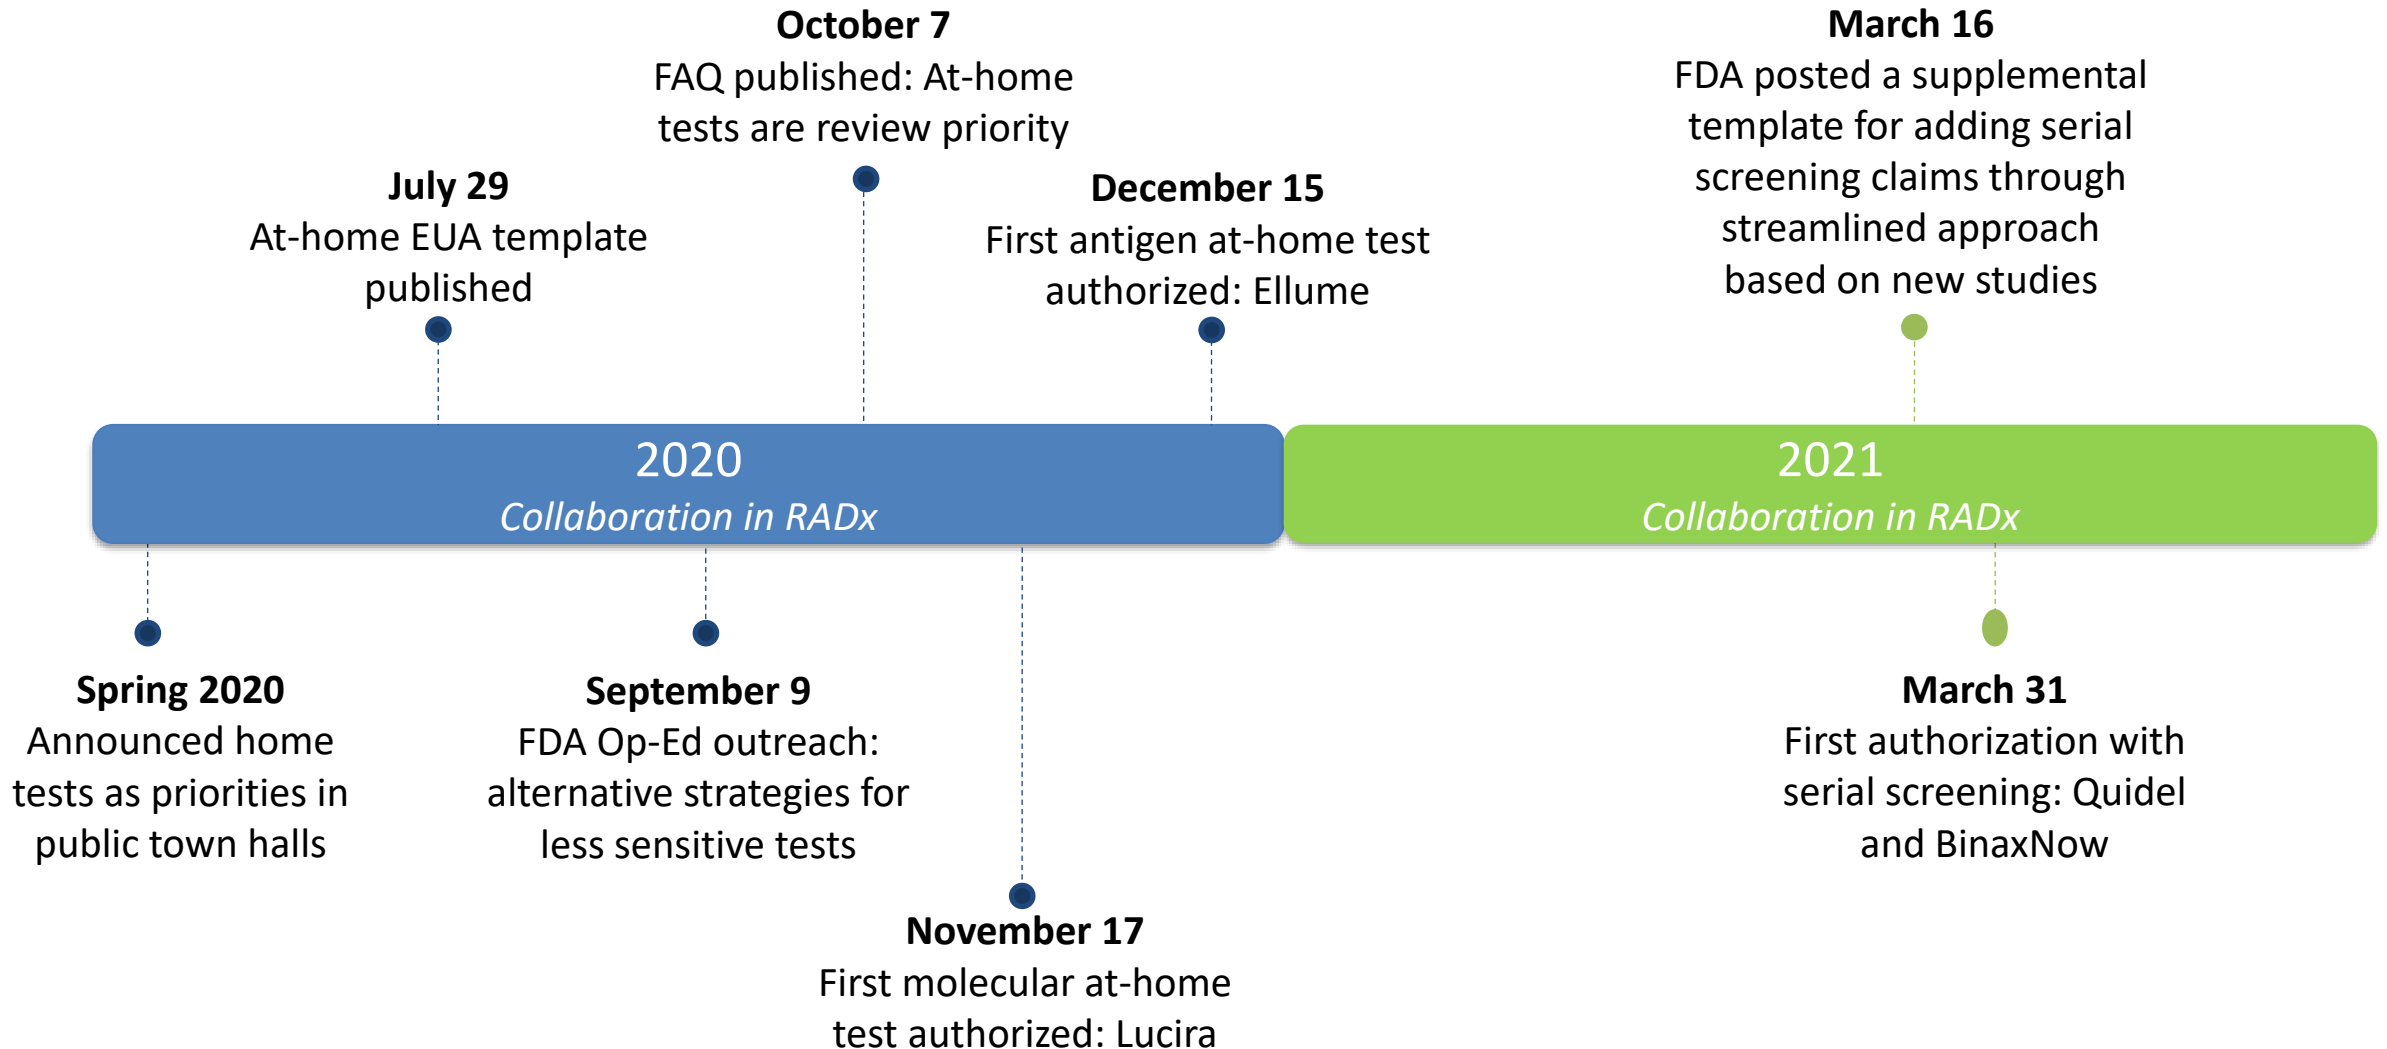 October 7
FAQ published: At-home
tests are review priority
March 16
FDA posted a supplemental
template for adding serial
screening claims through
streamlined approach
based on new studies
July 29
At-home EUA template
published
December 15
First antigen at-home test
authorized: Ellume
2020
Collaboration in RADx
2021
Collaboration in RADx
Spring 2020
Announced home
tests as priorities in
public town halls
September 9
FDA Op-Ed outreach:
alternative strategies for
less sensitive tests
November 17
First molecular at-home
test authorized: Lucira
March 31
First authorization with
serial screening: Quidel
and BinaxNow